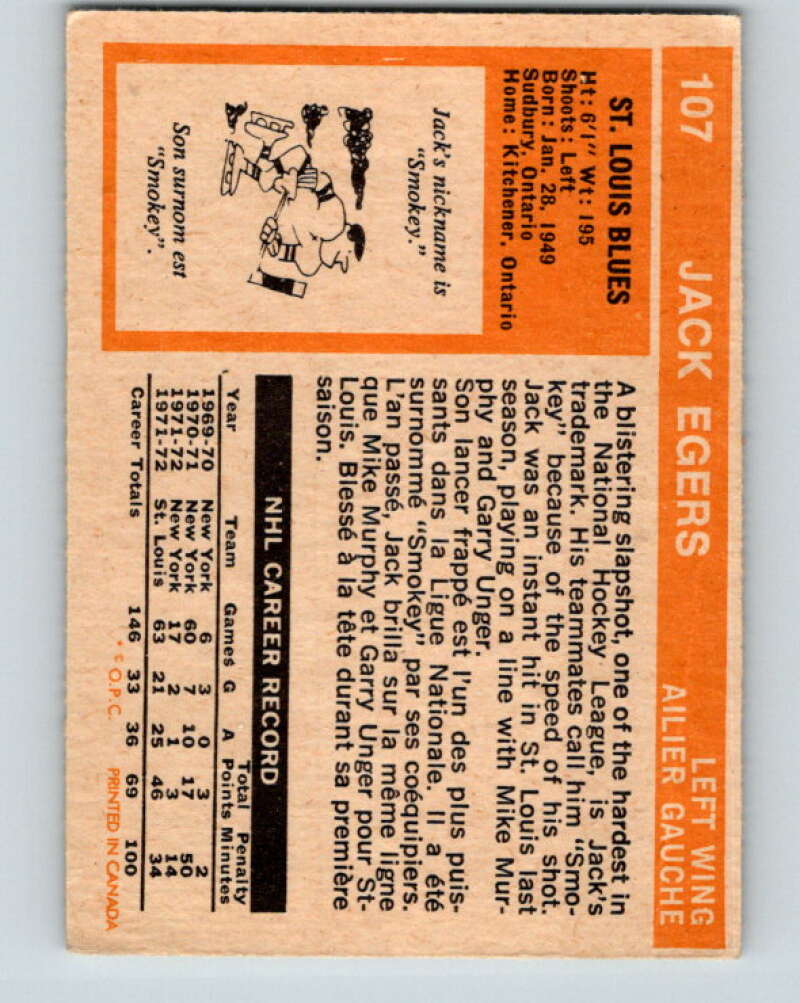 107 JACK EGERS
LEFT WING
AILIER GAUCHE
ST. LOUIS BLUES
Ht: 6'1" Wt: 195
Shoots: Left
Born: Jan. 28, 1949
Sudbury, Ontario
Home: Kitchener, Ontario
Jack's nickname is
"Smokey."
Son surnom est
"Smokey".
A blistering slapshot, one of the hardest in
the National Hockey League, is Jack's
trademark. His teammates call him "Smo-
key" because of the speed of his shot.
Jack was an instant hit in St. Louis last
season, playing on a line with Mike Mur-
phy and Garry Unger.
Son lancer frappé est l'un des plus puis-
sants dans la Ligue Nationale. Il a été
surnommé "Smokey" par ses coéquipiers.
L'an passé, Jack brilla sur la même ligne
que Mike Murphy et Garry Unger pour St-
Louis. Blessé à la tête durant sa première
saison.
NHL CAREER RECORD
Total Penalty
Year Team Games G A Points Minutes
1969-70 New York 6 3 0 3 2
1970-71 New York 60 7 10 17 50
1971-72 New York 17 2 1 3 14
1971-72 St. Louis 63 21 25 46 34
Career Totals 146 33 36 69 100
* © O.P.C. PRINTED IN CANADA